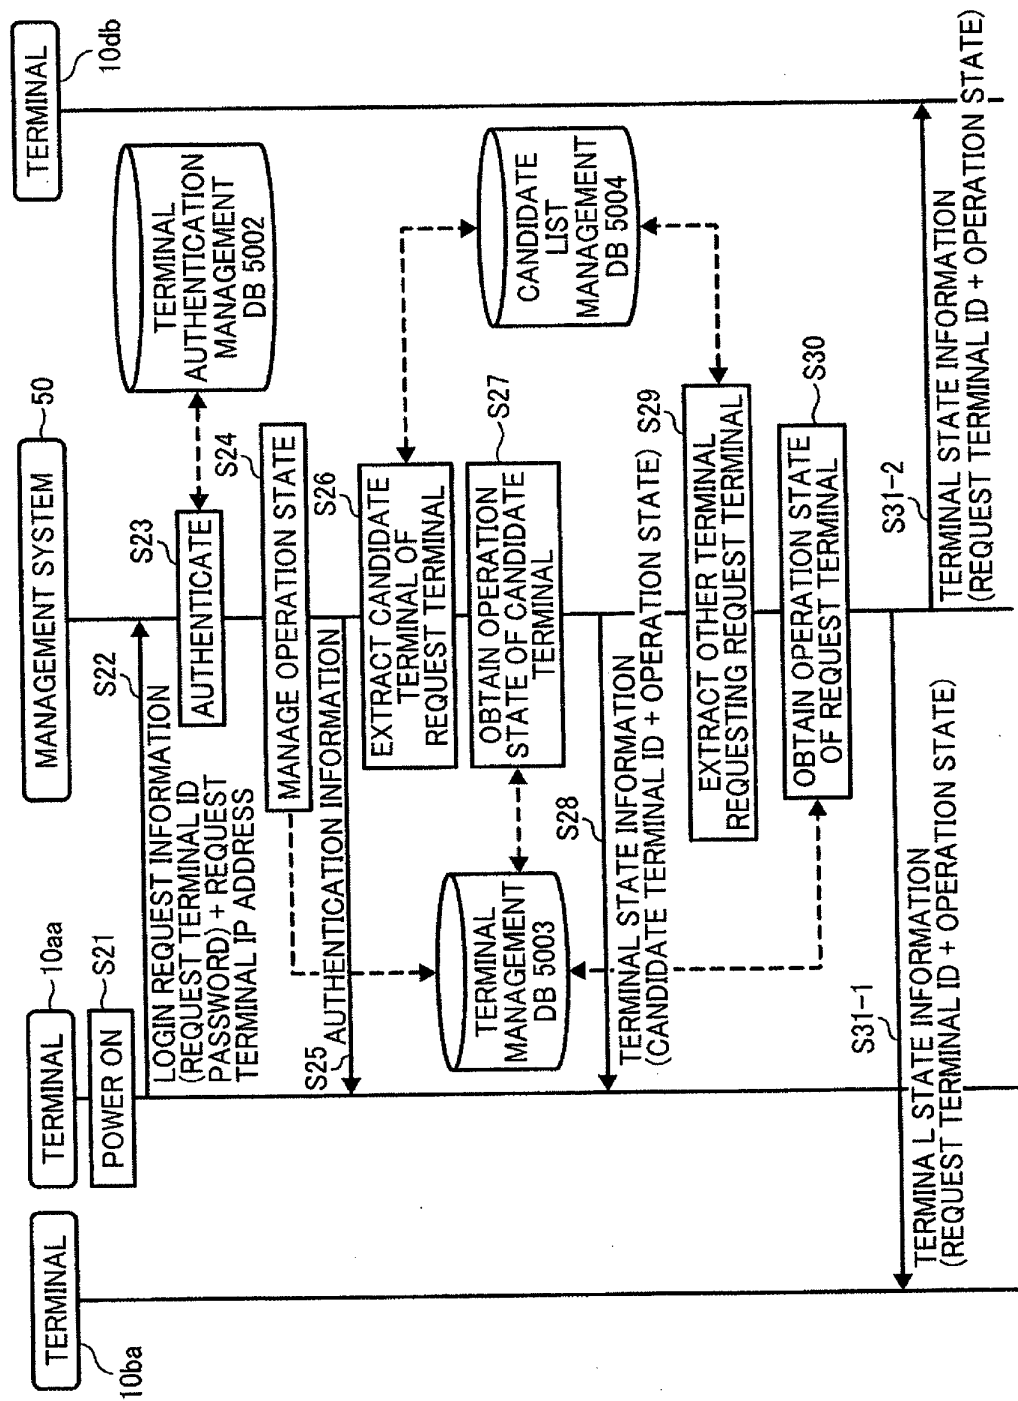 TERMINAL
10ba
TERMINAL
10aa
MANAGEMENT SYSTEM
50
TERMINAL
10db
POWER ON
S21
S22
LOGIN REQUEST INFORMATION
(REQUEST TERMINAL ID
PASSWORD) + REQUEST
TERMINAL IP ADDRESS
S23
AUTHENTICATE
TERMINAL
AUTHENTICATION
MANAGEMENT
DB 5002
S24
MANAGE OPERATION STATE
S25
AUTHENTICATION INFORMATION
S26
EXTRACT CANDIDATE
TERMINAL OF
REQUEST TERMINAL
CANDIDATE
LIST
MANAGEMENT
DB 5004
S27
OBTAIN OPERATION
STATE OF CANDIDATE
TERMINAL
TERMINAL
MANAGEMENT
DB 5003
S28
TERMINAL STATE INFORMATION
(CANDIDATE TERMINAL ID + OPERATION STATE)
S29
EXTRACT OTHER TERMINAL
REQUESTING REQUEST TERMINAL
S30
OBTAIN OPERATION STATE
OF REQUEST TERMINAL
S31-1
TERMINAL STATE INFORMATION
(REQUEST TERMINAL ID + OPERATION STATE)
S31-2
TERMINAL STATE INFORMATION
(REQUEST TERMINAL ID + OPERATION STATE)